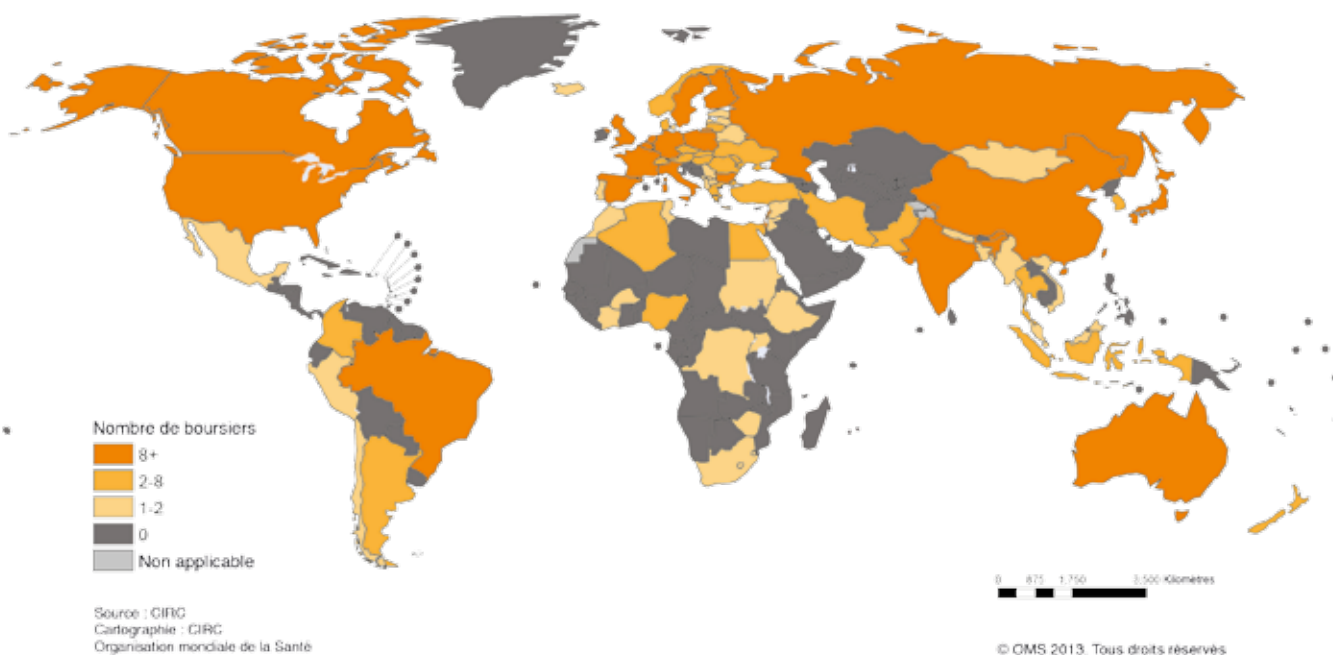 Nombre de boursiers
8+
2-8
1-2
0
Non applicable
Source : CIRC
Cartographie : CIRC
Organisation mondiale de la Santé
0 875 1.750 3.500 Kilomètres
© OMS 2013. Tous droits réservés